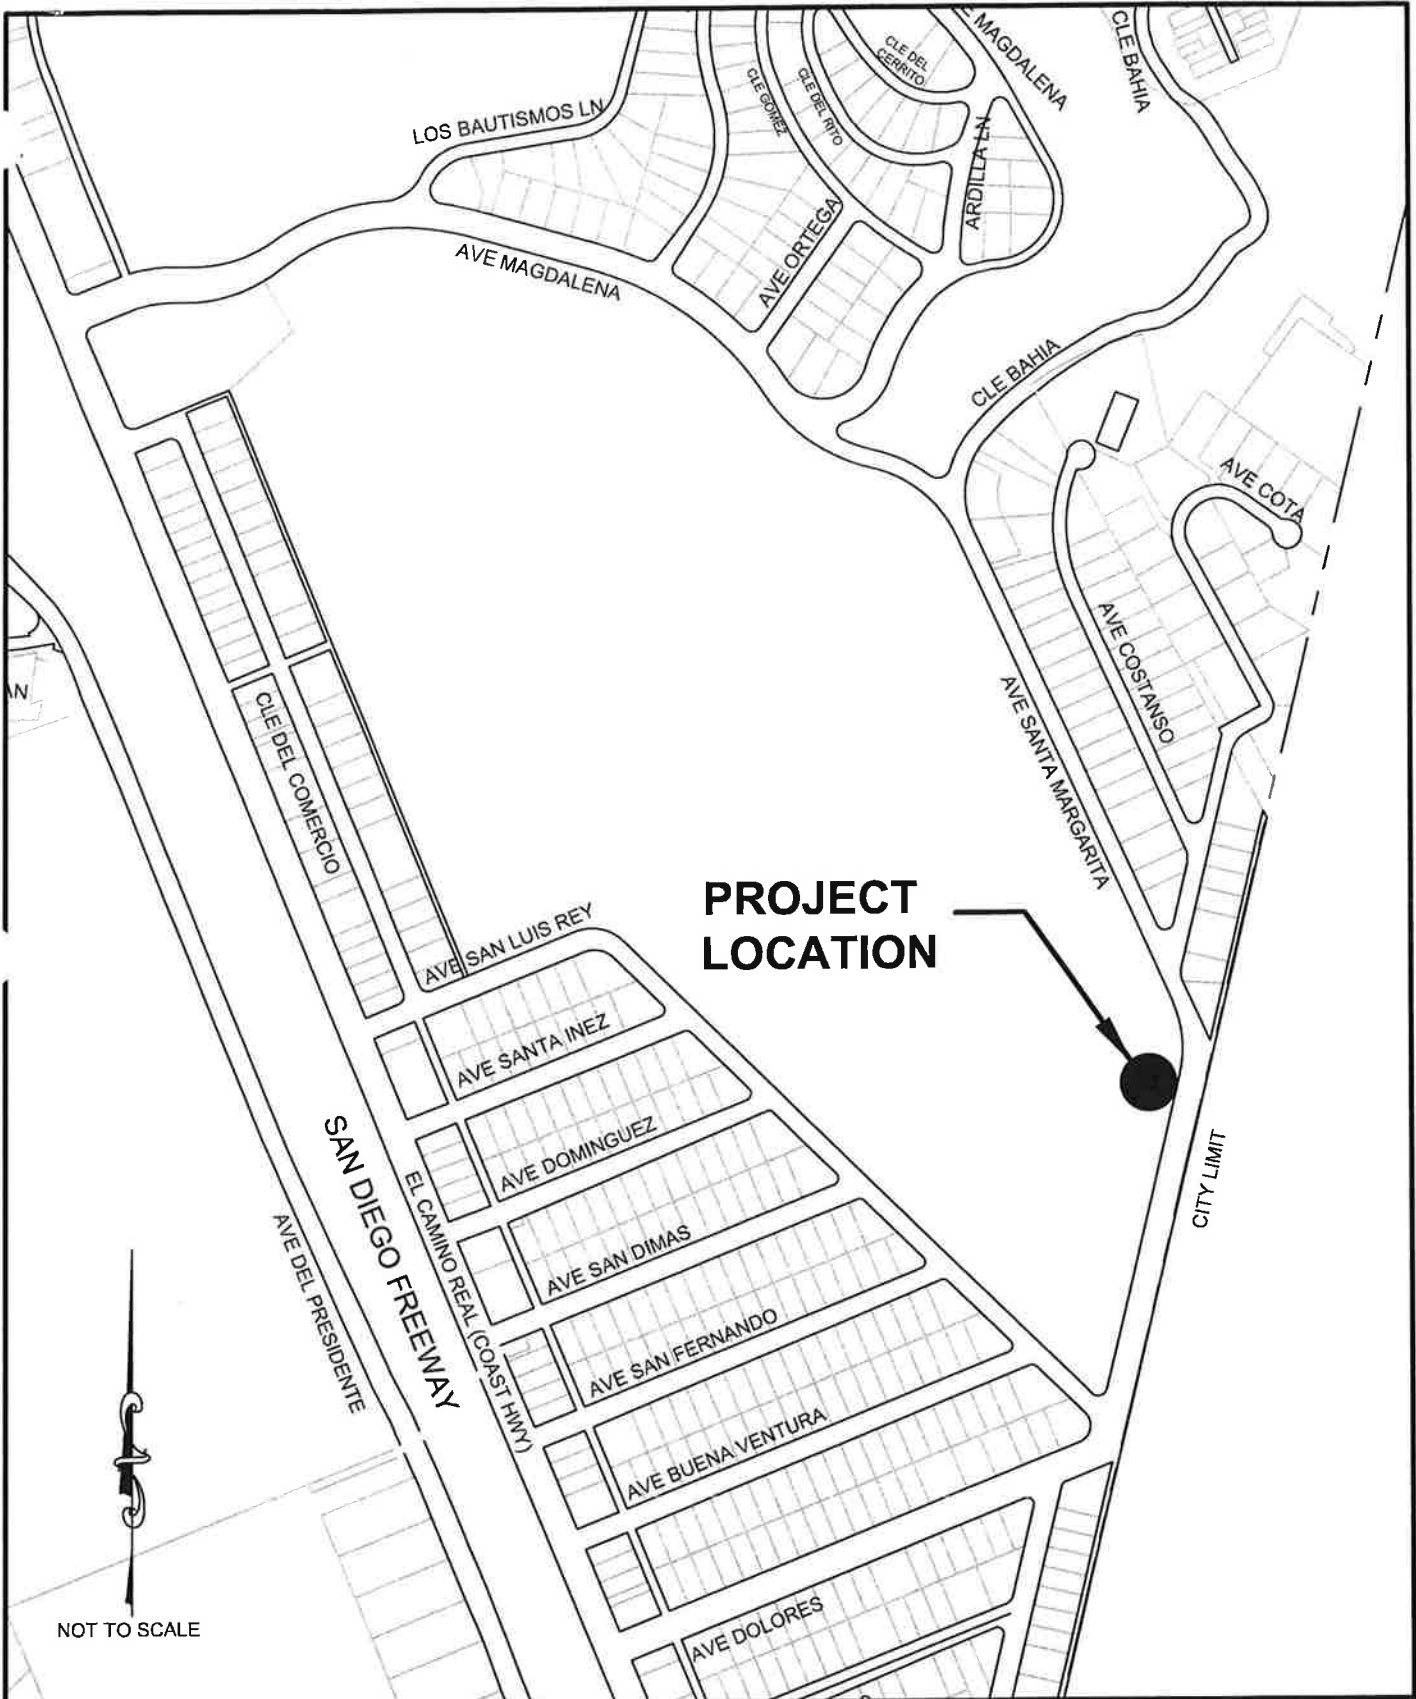 CLE DEL
CERRITO
E MAGDALENA
CLE BAHIA
CLE GOMEZ
CLE DEL RITO
LOS BAUTISMOS LN
ARDILLA LN
AVE ORTEGA
AVE MAGDALENA
CLE BAHIA
AVE COTA
AVE COSTANSO
AVE SANTA MARGARITA
AN
CLE DEL COMERCIO
PROJECT
LOCATION
AVE SAN LUIS REY
AVE SANTA INEZ
AVE DOMINGUEZ
CITY LIMIT
SAN DIEGO FREEWAY
EL CAMINO REAL (COAST HWY)
AVE DEL PRESIDENTE
AVE SAN DIMAS
AVE SAN FERNANDO
AVE BUENA VENTURA
AVE DOLORES
NOT TO SCALE